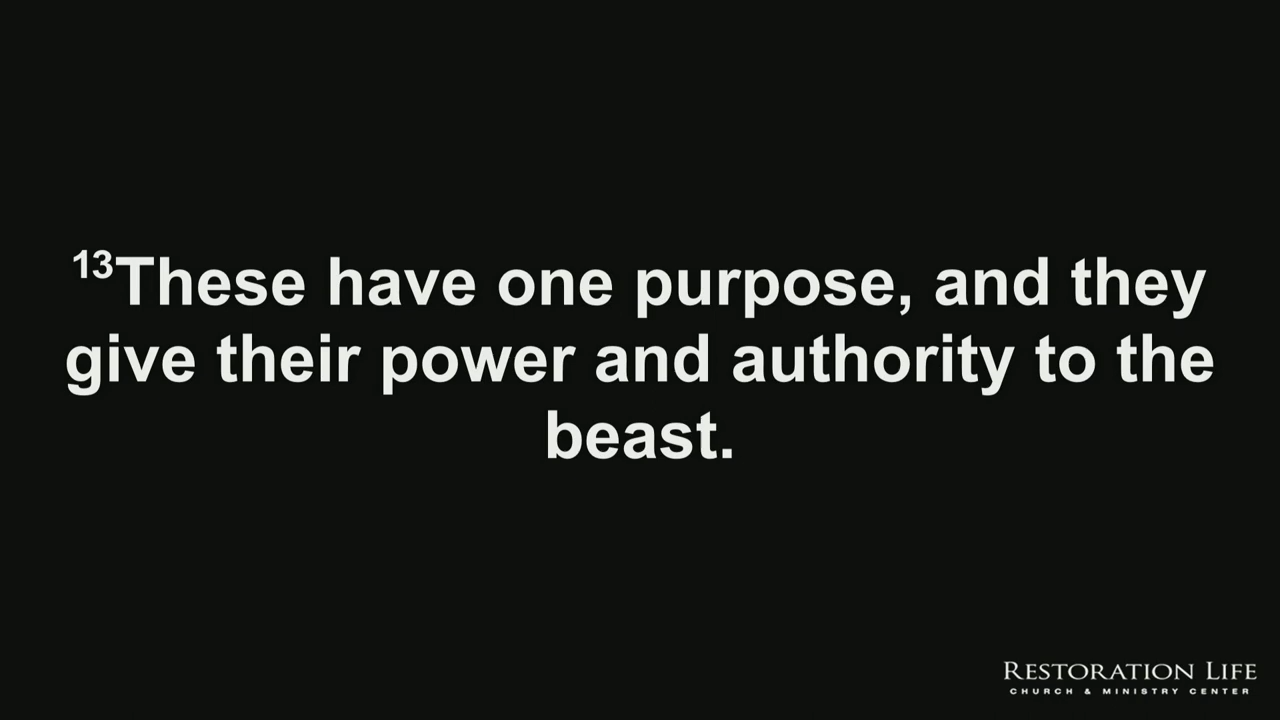 ¹³These have one purpose, and they
give their power and authority to the
beast.
RESTORATION LIFE
CHURCH & MINISTRY CENTER